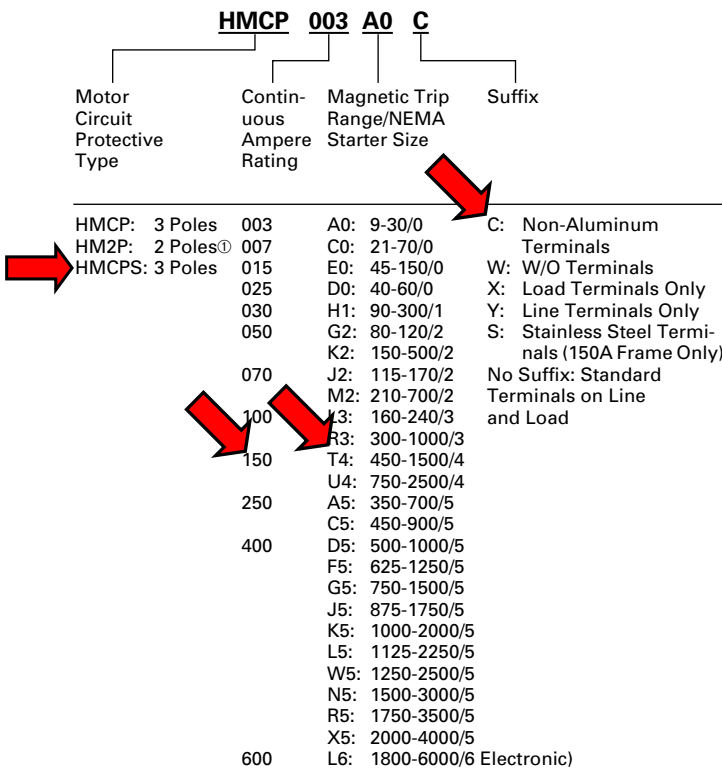 HMCP 003 A0 C
Motor Circuit Protective Type
Contin-uous Ampere Rating
Magnetic Trip Range/NEMA Starter Size
Suffix
HMCP: 3 Poles 003 A0: 9-30/0 C: Non-Aluminum
HM2P: 2 Poles① 007 C0: 21-70/0 Terminals
HMCPS: 3 Poles 015 E0: 45-150/0 W: W/O Terminals
025 D0: 40-60/0 X: Load Terminals Only
030 H1: 90-300/1 Y: Line Terminals Only
050 G2: 80-120/2 S: Stainless Steel Termi-
K2: 150-500/2 nals (150A Frame Only)
070 J2: 115-170/2 No Suffix: Standard
M2: 210-700/2 Terminals on Line
100 L3: 160-240/3 and Load
R3: 300-1000/3
150 T4: 450-1500/4
U4: 750-2500/4
250 A5: 350-700/5
C5: 450-900/5
400 D5: 500-1000/5
F5: 625-1250/5
G5: 750-1500/5
J5: 875-1750/5
K5: 1000-2000/5
L5: 1125-2250/5
W5: 1250-2500/5
N5: 1500-3000/5
R5: 1750-3500/5
X5: 2000-4000/5
600 L6: 1800-6000/6 Electronic)